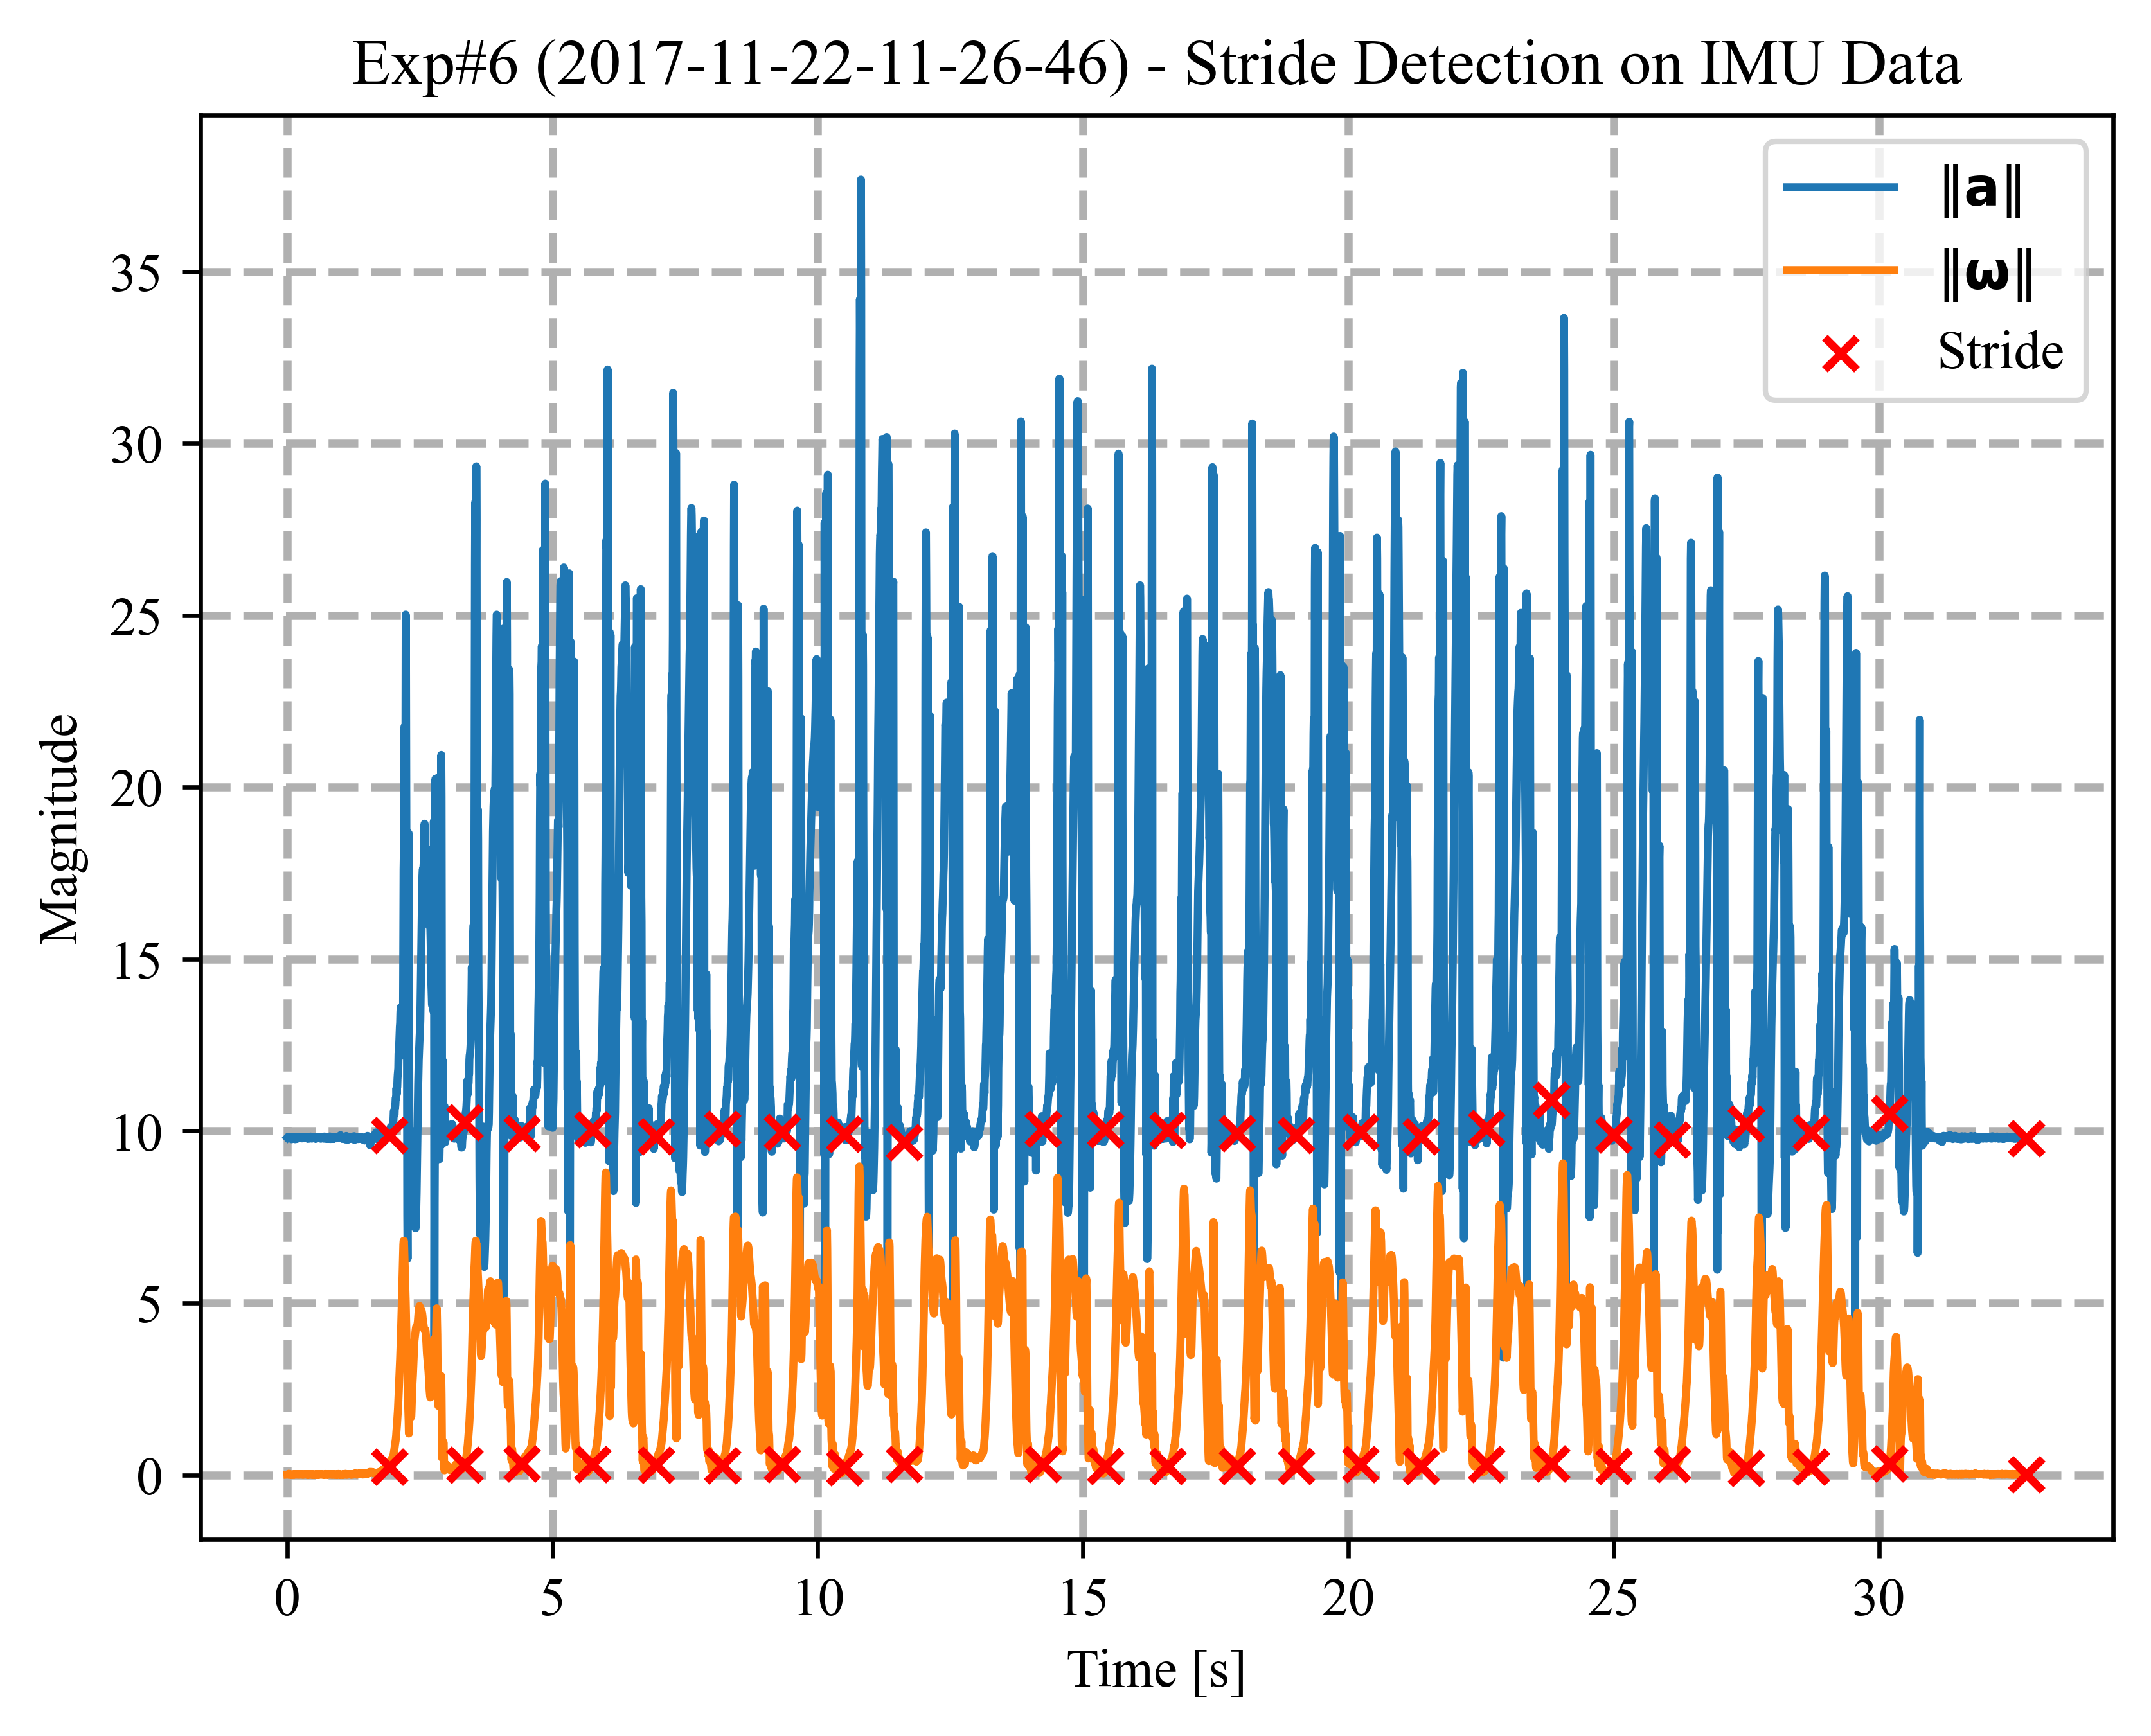 Exp#6 (2017-11-22-11-26-46) - Stride Detection on IMU Data
‖a‖
‖ω‖
Stride
35
30
25
20
15
10
5
0
Magnitude
0 5 10 15 20 25 30
Time [s]